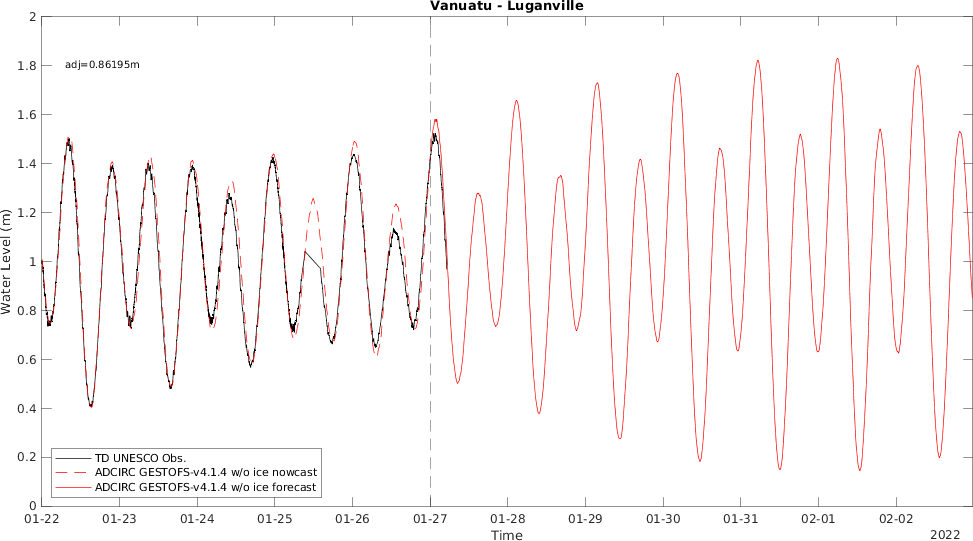 Vanuatu - Luganville
adj=0.86195m
Water Level (m)
2
1.8
1.6
1.4
1.2
1
0.8
0.6
0.4
0.2
0
TD UNESCO Obs.
ADCIRC GESTOFS-v4.1.4 w/o ice nowcast
ADCIRC GESTOFS-v4.1.4 w/o ice forecast
01-22 01-23 01-24 01-25 01-26 01-27 01-28 01-29 01-30 01-31 02-01 02-02
Time
2022